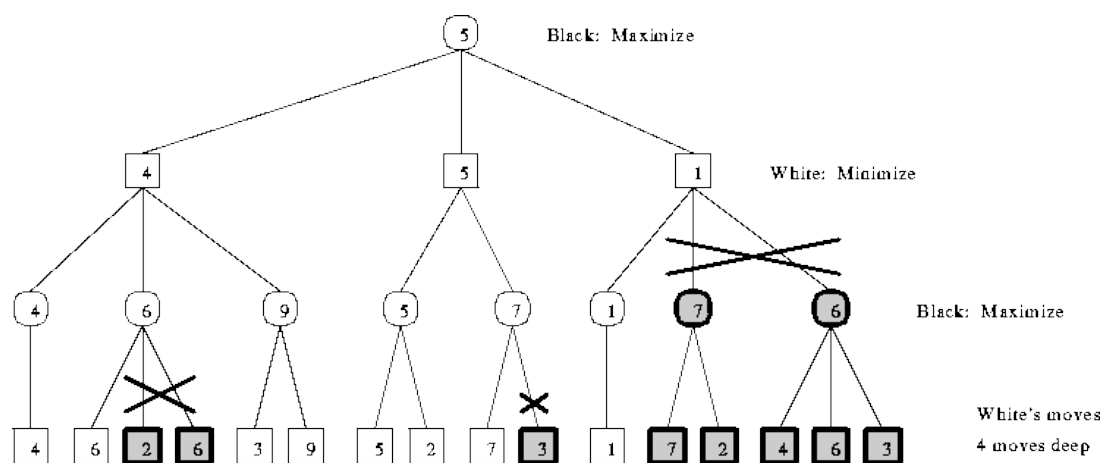 5 Black: Maximize
4 5 1 White: Minimize
4 6 9 5 7 1 7 6 Black: Maximize
White's moves
4 6 2 6 3 9 5 2 7 3 1 7 2 4 6 3 4 moves deep